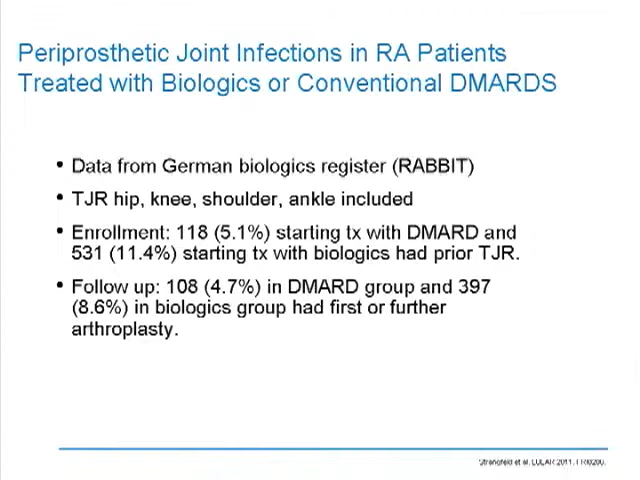 Periprosthetic Joint Infections in RA Patients
Treated with Biologics or Conventional DMARDS
• Data from German biologics register (RABBIT)
• TJR hip, knee, shoulder, ankle included
• Enrollment: 118 (5.1%) starting tx with DMARD and
531 (11.4%) starting tx with biologics had prior TJR.
• Follow up: 108 (4.7%) in DMARD group and 397
(8.6%) in biologics group had first or further
arthroplasty.
et al, EULAR 2011,